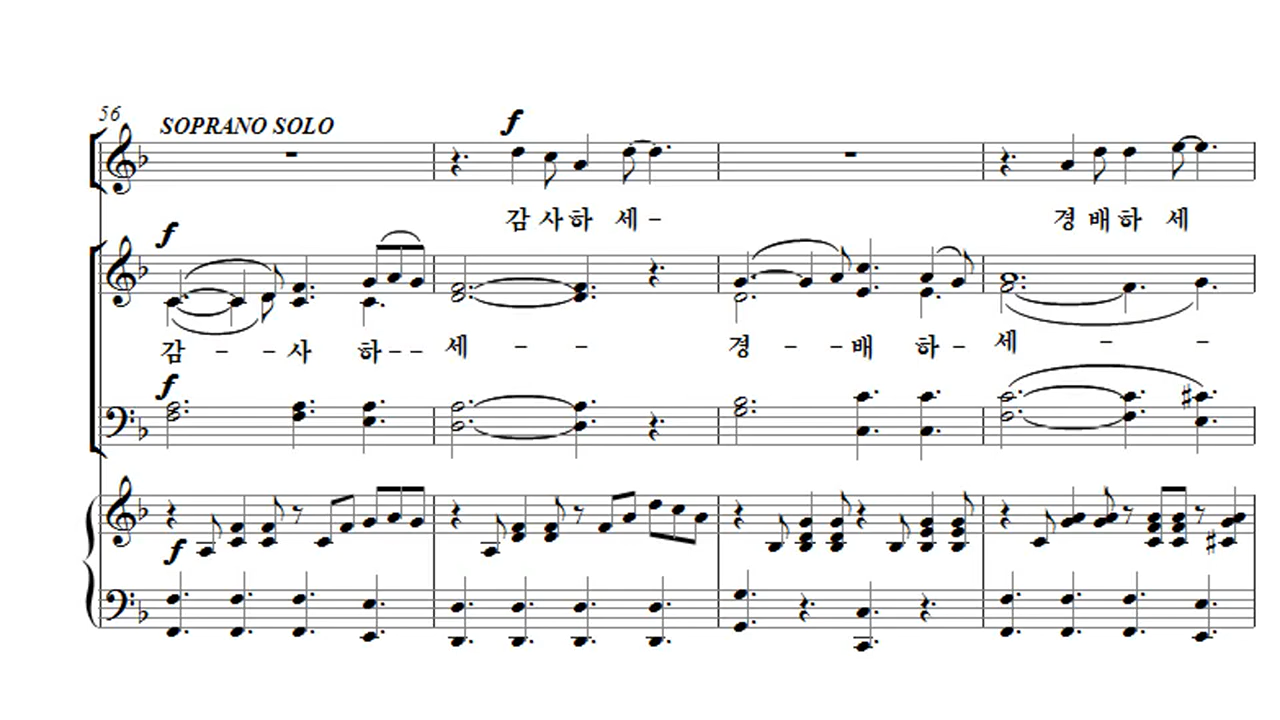 56
SOPRANO SOLO
f
감 사 하 세 -
경 배 하 세
f
감 - - 사 하 - - 세 - - 경 - - 배 하 - 세 - -
f
f